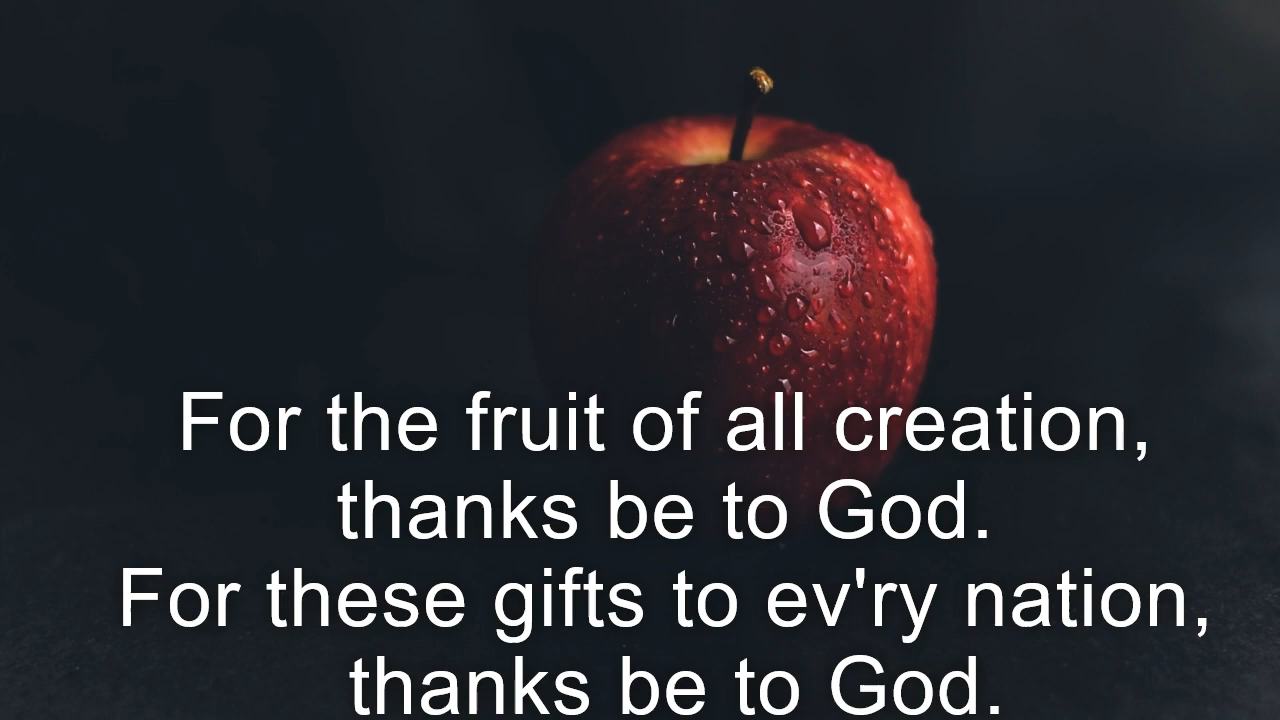 For the fruit of all creation,
thanks be to God.
For these gifts to ev'ry nation,
thanks be to God.